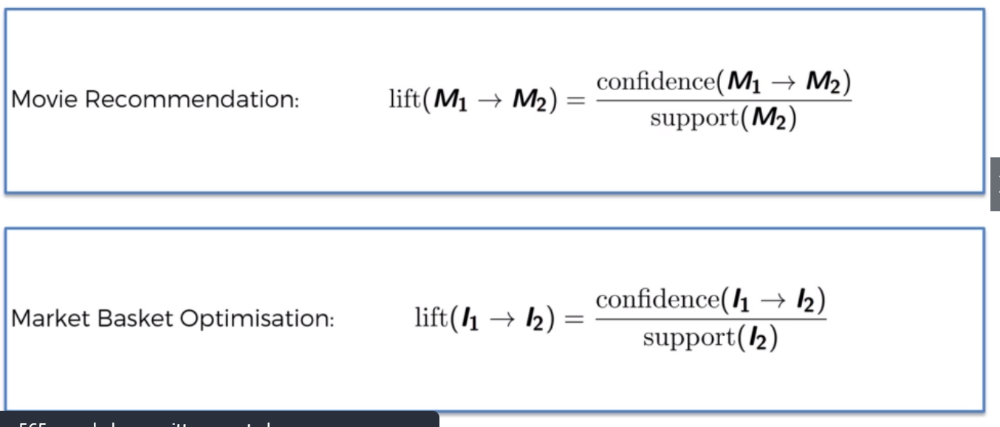 Movie Recommendation: lift(M₁ → M₂) = confidence(M₁ → M₂) / support(M₂)
Market Basket Optimisation: lift(I₁ → I₂) = confidence(I₁ → I₂) / support(I₂)